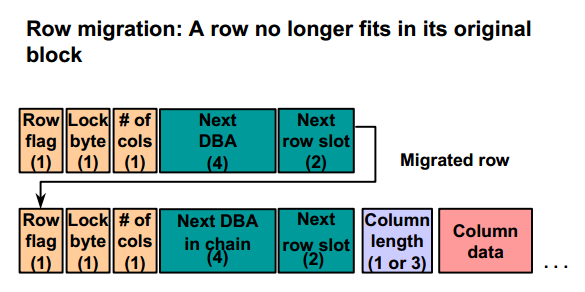 Row migration: A row no longer fits in its original
block
Row flag (1) Lock byte (1) # of cols (1) Next DBA (4) Next row slot (2)
Migrated row
Row flag (1) Lock byte (1) # of cols (1) Next DBA in chain (4) Next row slot (2) Column length (1 or 3) Column data . . .